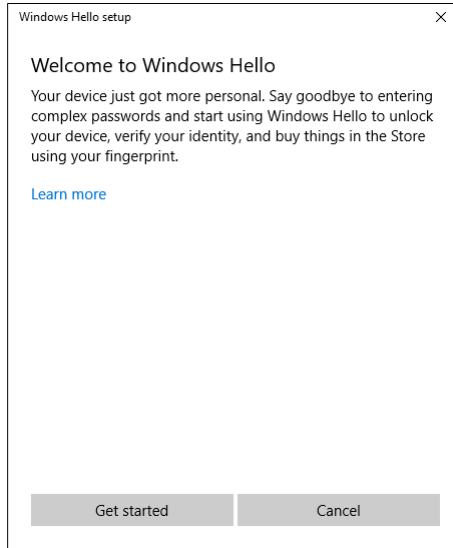 Windows Hello setup
Welcome to Windows Hello
Your device just got more personal. Say goodbye to entering
complex passwords and start using Windows Hello to unlock
your device, verify your identity, and buy things in the Store
using your fingerprint.
Learn more
Get started
Cancel